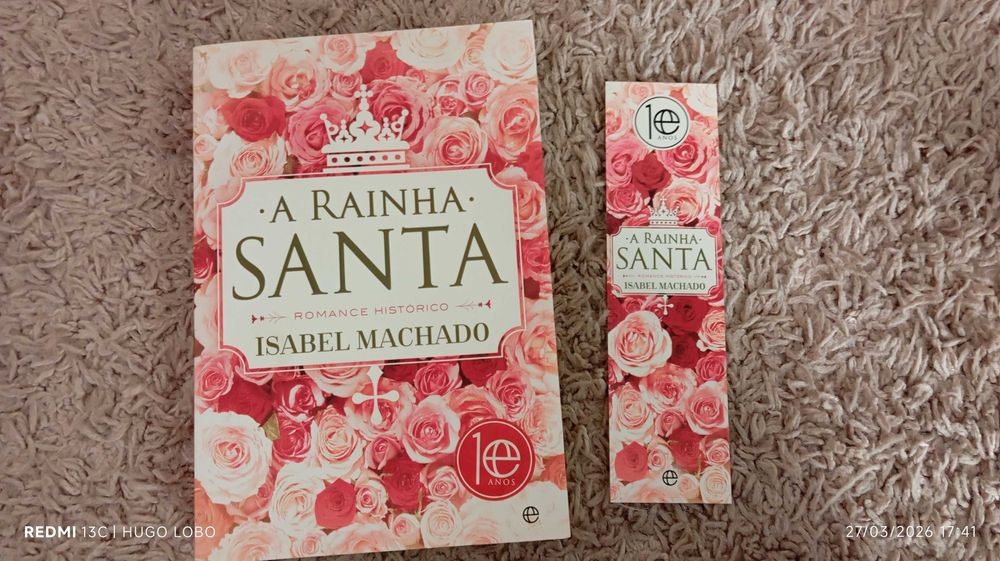 · A RAINHA ·
SANTA
ROMANCE HISTÓRICO
ISABEL MACHADO
10
ANOS
e
10
ANOS
· A RAINHA ·
SANTA
ROMANCE HISTÓRICO
ISABEL MACHADO
e
REDMI 13C | HUGO LOBO
27/03/2026 17:41